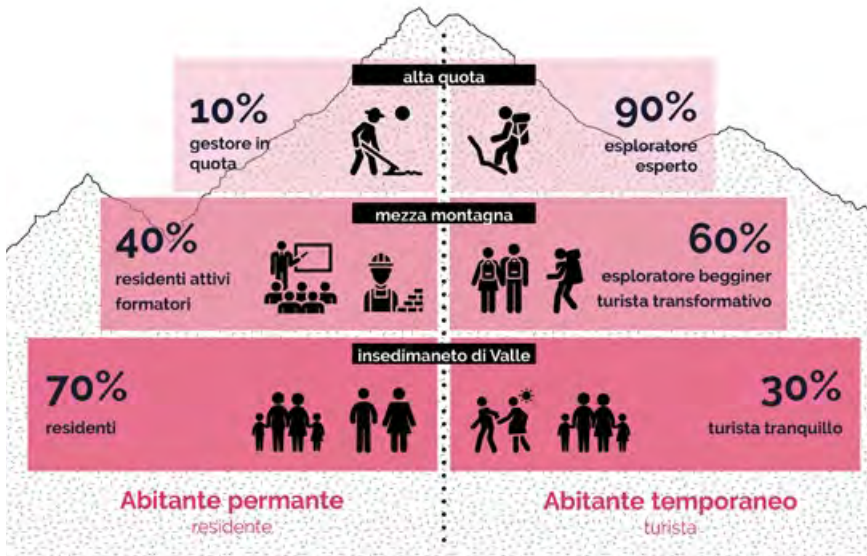 alta quota
10%
gestore in
quota
90%
esploratore
esperto
mezza montagna
40%
residenti attivi
formatori
60%
esploratore begginer
turista transformativo
insedimaneto di Valle
70%
residenti
30%
turista tranquillo
Abitante permante
residente
Abitante temporaneo
turista